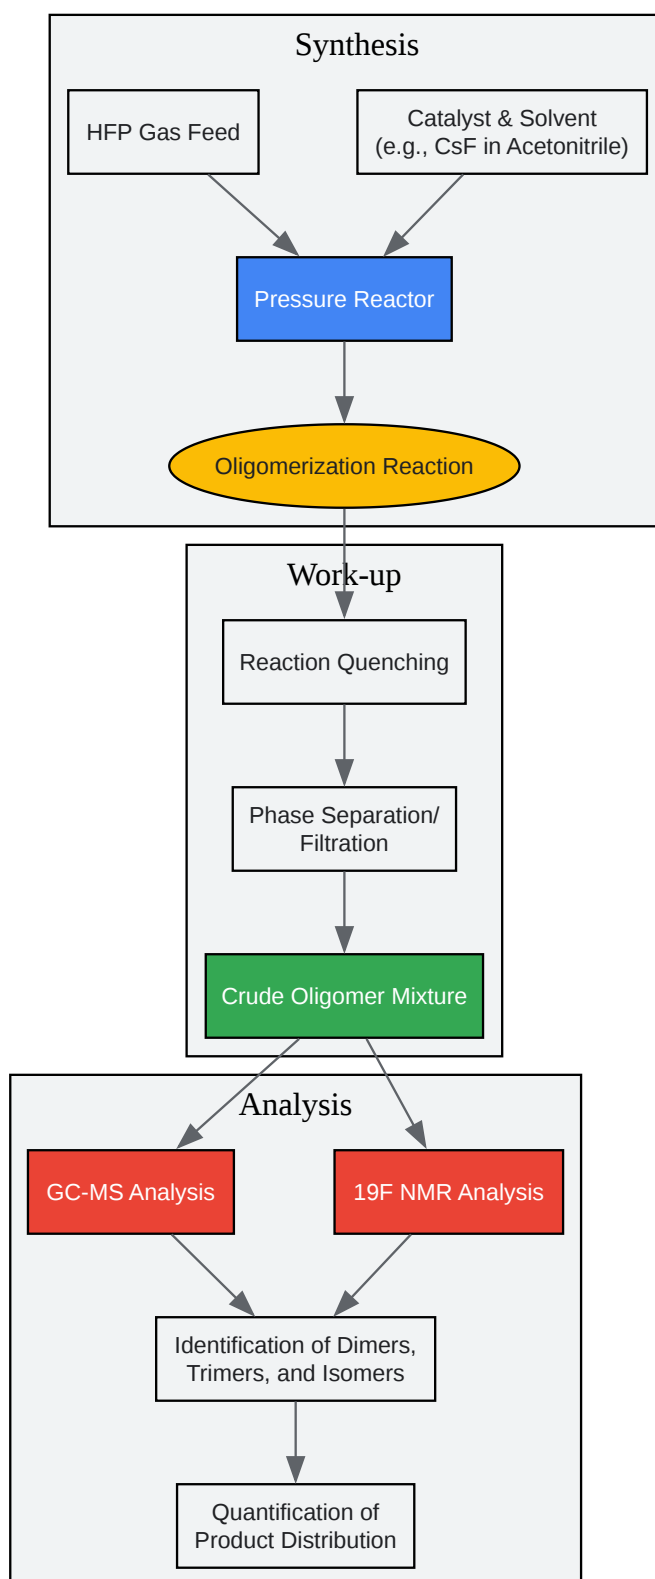 Synthesis
HFP Gas Feed
Catalyst & Solvent
(e.g., CsF in Acetonitrile)
Pressure Reactor
Oligomerization Reaction
Work-up
Reaction Quenching
Phase Separation/
Filtration
Crude Oligomer Mixture
Analysis
GC-MS Analysis
19F NMR Analysis
Identification of Dimers,
Trimers, and Isomers
Quantification of
Product Distribution